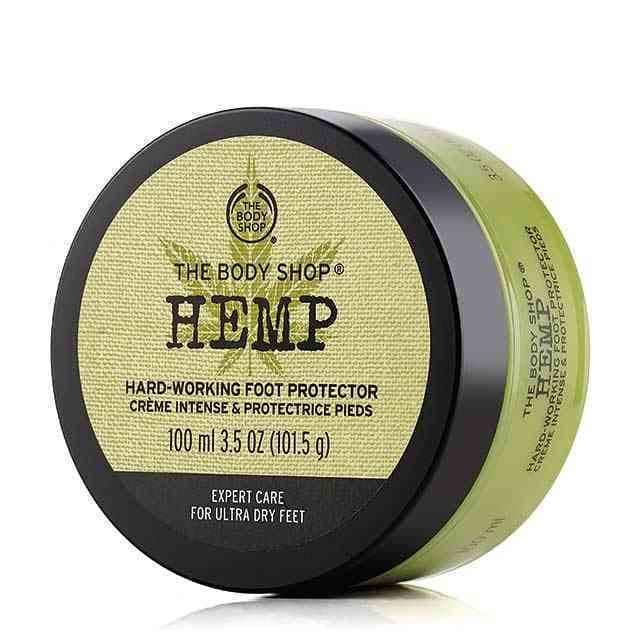 THE
BODY
SHOP
®
THE BODY SHOP®
HEMP
HARD-WORKING FOOT PROTECTOR
CRÈME INTENSE & PROTECTRICE PIEDS
100 ml 3.5 OZ (101.5 g)
EXPERT CARE
FOR ULTRA DRY FEET
THE BODY SHOP®
HEMP
HARD-WORKING FOOT PROTECTOR
CRÈME INTENSE & PROTECTRICE PIEDS